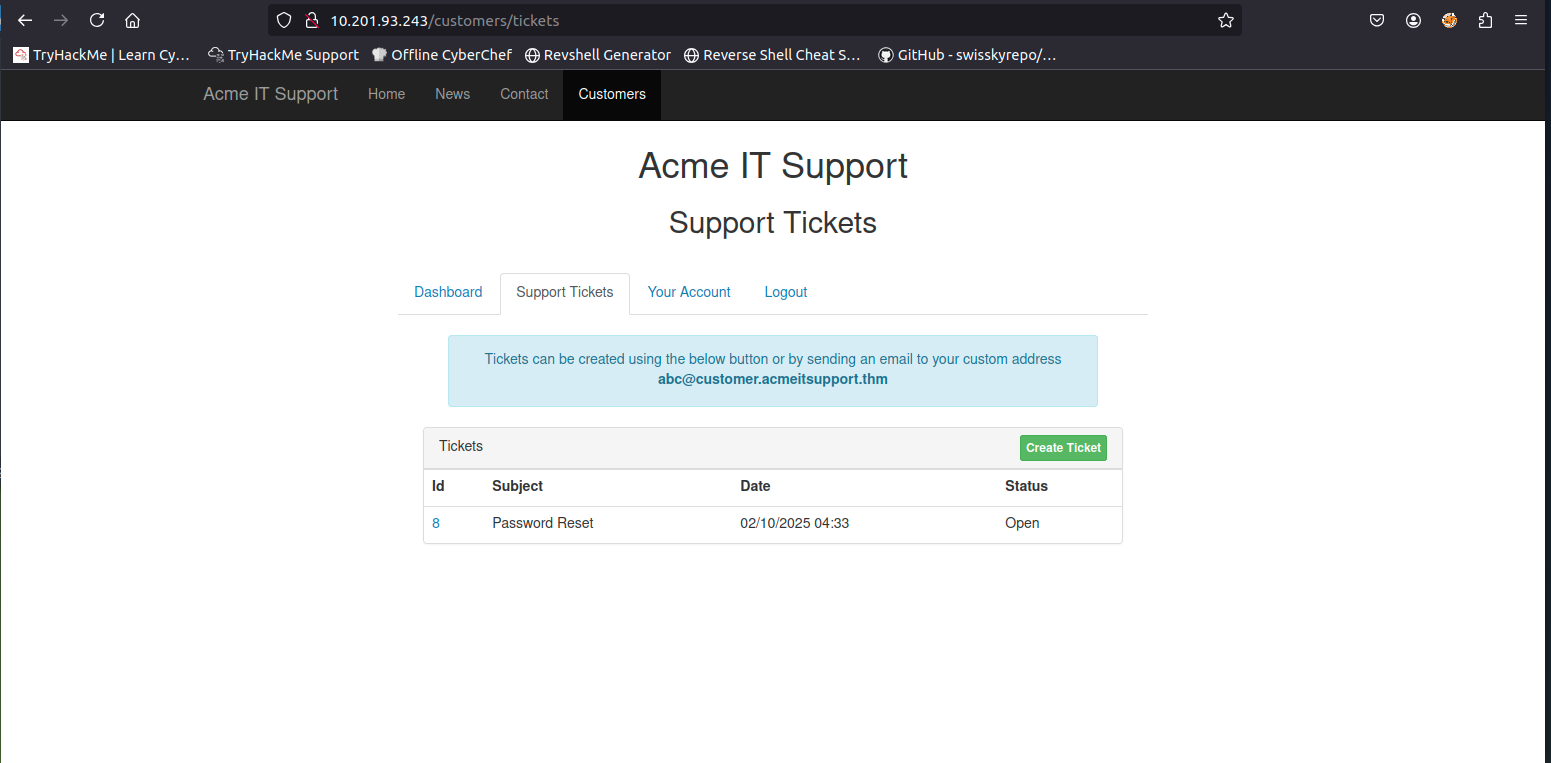 10.201.93.243/customers/tickets
TryHackMe | Learn Cy... TryHackMe Support Offline CyberChef Revshell Generator Reverse Shell Cheat S... GitHub - swisskyrepo/...
Acme IT Support Home News Contact Customers
Acme IT Support
Support Tickets
Dashboard Support Tickets Your Account Logout
Tickets can be created using the below button or by sending an email to your custom address
abc@customer.acmeitsupport.thm
Tickets Create Ticket
Id Subject Date Status
8 Password Reset 02/10/2025 04:33 Open